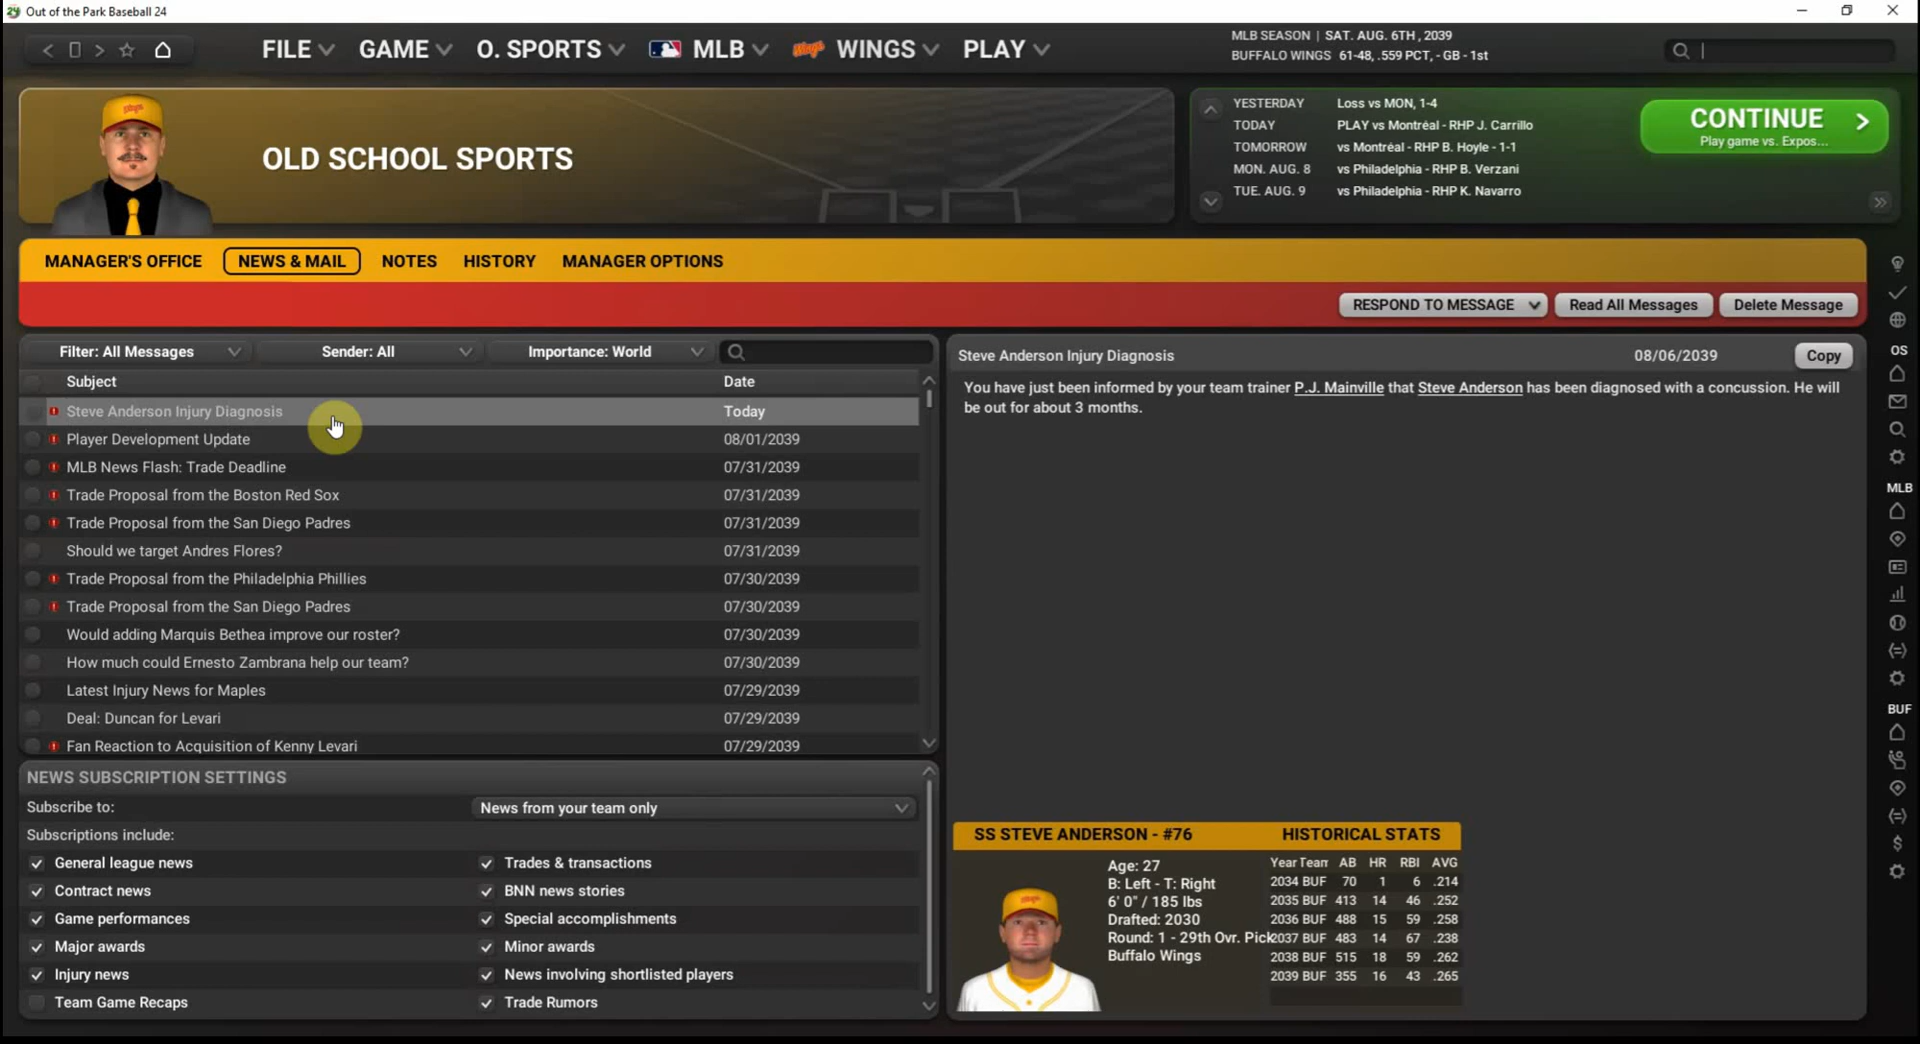 Out of the Park Baseball 24
FILE GAME O. SPORTS MLB WINGS PLAY
MLB SEASON | SAT. AUG. 6TH , 2039
BUFFALO WINGS 61-48, .559 PCT, - GB - 1st
OLD SCHOOL SPORTS
YESTERDAY Loss vs MON, 1-4
TODAY PLAY vs Montréal - RHP J. Carrillo
TOMORROW vs Montréal - RHP B. Hoyle - 1-1
MON. AUG. 8 vs Philadelphia - RHP B. Verzani
TUE. AUG. 9 vs Philadelphia - RHP K. Navarro
CONTINUE
Play game vs. Expos...
MANAGER'S OFFICE NEWS & MAIL NOTES HISTORY MANAGER OPTIONS
RESPOND TO MESSAGE Read All Messages Delete Message
Filter: All Messages Sender: All Importance: World
Subject Date
Steve Anderson Injury Diagnosis Today
Player Development Update 08/01/2039
MLB News Flash: Trade Deadline 07/31/2039
Trade Proposal from the Boston Red Sox 07/31/2039
Trade Proposal from the San Diego Padres 07/31/2039
Should we target Andres Flores? 07/31/2039
Trade Proposal from the Philadelphia Phillies 07/30/2039
Trade Proposal from the San Diego Padres 07/30/2039
Would adding Marquis Bethea improve our roster? 07/30/2039
How much could Ernesto Zambrana help our team? 07/30/2039
Latest Injury News for Maples 07/29/2039
Deal: Duncan for Levari 07/29/2039
Fan Reaction to Acquisition of Kenny Levari 07/29/2039
Steve Anderson Injury Diagnosis 08/06/2039 Copy
You have just been informed by your team trainer P.J. Mainville that Steve Anderson has been diagnosed with a concussion. He will
be out for about 3 months.
NEWS SUBSCRIPTION SETTINGS
Subscribe to: News from your team only
Subscriptions include:
General league news Trades & transactions
Contract news BNN news stories
Game performances Special accomplishments
Major awards Minor awards
Injury news News involving shortlisted players
Team Game Recaps Trade Rumors
SS STEVE ANDERSON - #76 HISTORICAL STATS
Age: 27
B: Left - T: Right
6' 0" / 185 lbs
Drafted: 2030
Round: 1 - 29th Ovr. Pick
Buffalo Wings
Year Team AB HR RBI AVG
2034 BUF 70 1 6 .214
2035 BUF 413 14 46 .252
2036 BUF 488 15 59 .258
2037 BUF 483 14 67 .238
2038 BUF 515 18 59 .262
2039 BUF 355 16 43 .265
OS
MLB
BUF